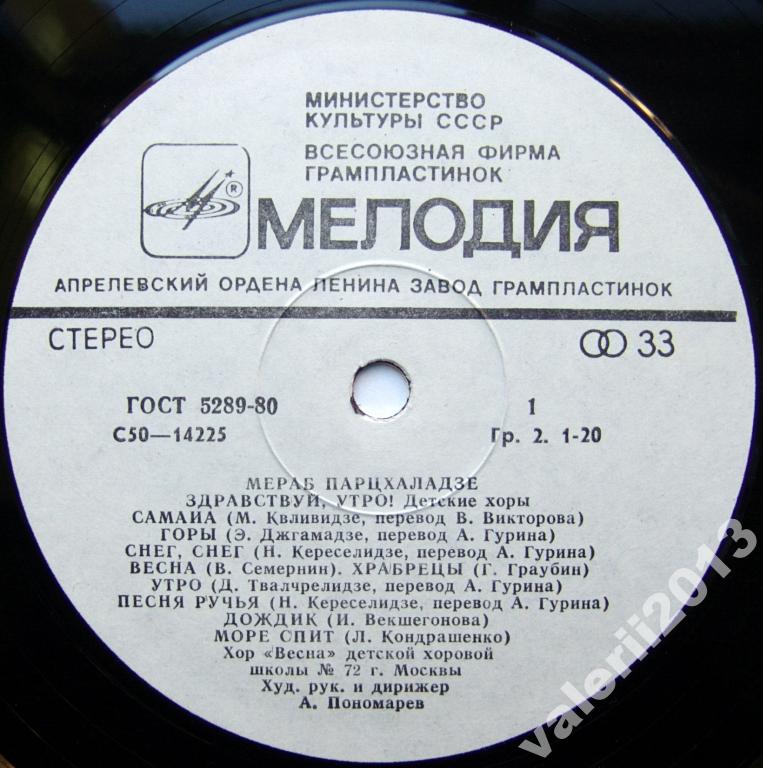 МИНИСТЕРСТВО
КУЛЬТУРЫ СССР
ВСЕСОЮЗНАЯ ФИРМА
ГРАМПЛАСТИНОК
®
МЕЛОДИЯ
АПРЕЛЕВСКИЙ ОРДЕНА ЛЕНИНА ЗАВОД ГРАМПЛАСТИНОК
СТЕРЕО 33
ГОСТ 5289-80 1
С50—14225 Гр. 2. 1-20
МЕРАБ ПАРЦХАЛАДЗЕ
ЗДРАВСТВУЙ, УТРО! Детские хоры
САМАИА (М. Квливидзе, перевод В. Викторова)
ГОРЫ (Э. Джгамадзе, перевод А. Гурина)
СНЕГ, СНЕГ (Н. Кереселидзе, перевод А. Гурина)
ВЕСНА (В. Семернин). ХРАБРЕЦЫ (Г. Граубин)
УТРО (Д. Твалчрелидзе, перевод А. Гурина)
ПЕСНЯ РУЧЬЯ (Н. Кереселидзе, перевод А. Гурина)
ДОЖДИК (И. Векшегонова)
МОРЕ СПИТ (Л. Кондрашенко)
Хор «Весна» детской хоровой
школы № 72 г. Москвы
Худ. рук. и дирижер
А. Пономарев
valerii2013